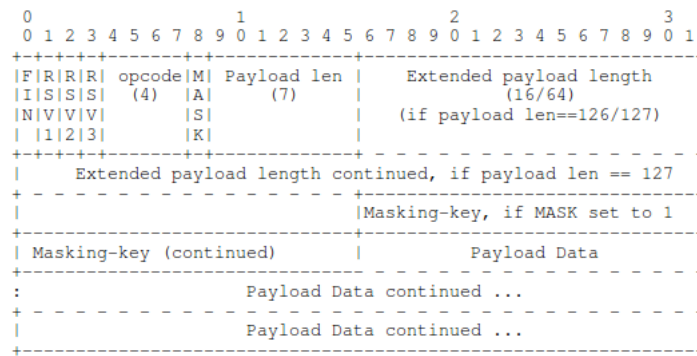 0                   1                   2                   3
0 1 2 3 4 5 6 7 8 9 0 1 2 3 4 5 6 7 8 9 0 1 2 3 4 5 6 7 8 9 0 1
+-+-+-+-+-------+-+-------------+-------------------------------
|F|R|R|R| opcode|M| Payload len |    Extended payload length
|I|S|S|S|  (4)  |A|     (7)     |             (16/64)
|N|V|V|V|       |S|             |   (if payload len==126/127)
| |1|2|3|       |K|             |
+-+-+-+-+-------+-+-------------+ - - - - - - - - - - - - - - -
|     Extended payload length continued, if payload len == 127
+ - - - - - - - - - - - - - - - +-------------------------------
|                               |Masking-key, if MASK set to 1
+-------------------------------+-------------------------------
| Masking-key (continued)       |          Payload Data
+-------------------------------- - - - - - - - - - - - - - - -
:                     Payload Data continued ...
+ - - - - - - - - - - - - - - - - - - - - - - - - - - - - - - -
|                     Payload Data continued ...
+---------------------------------------------------------------